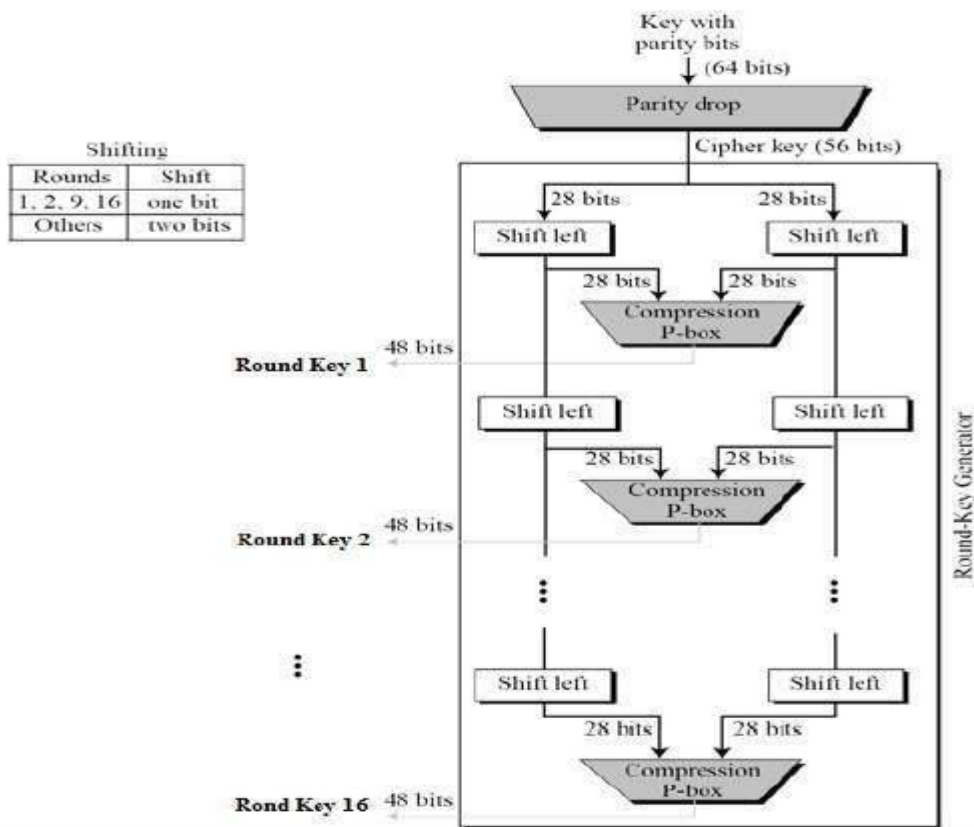 Key with
parity bits
(64 bits)
Parity drop
Cipher key (56 bits)
Shifting
Rounds Shift
1, 2, 9, 16 one bit
Others two bits
28 bits 28 bits
Shift left Shift left
28 bits 28 bits
Compression
P-box
48 bits
Round Key 1
Shift left Shift left
28 bits 28 bits
Compression
P-box
48 bits
Round Key 2
Round-Key Generator
Shift left Shift left
28 bits 28 bits
Compression
P-box
Rond Key 16 48 bits